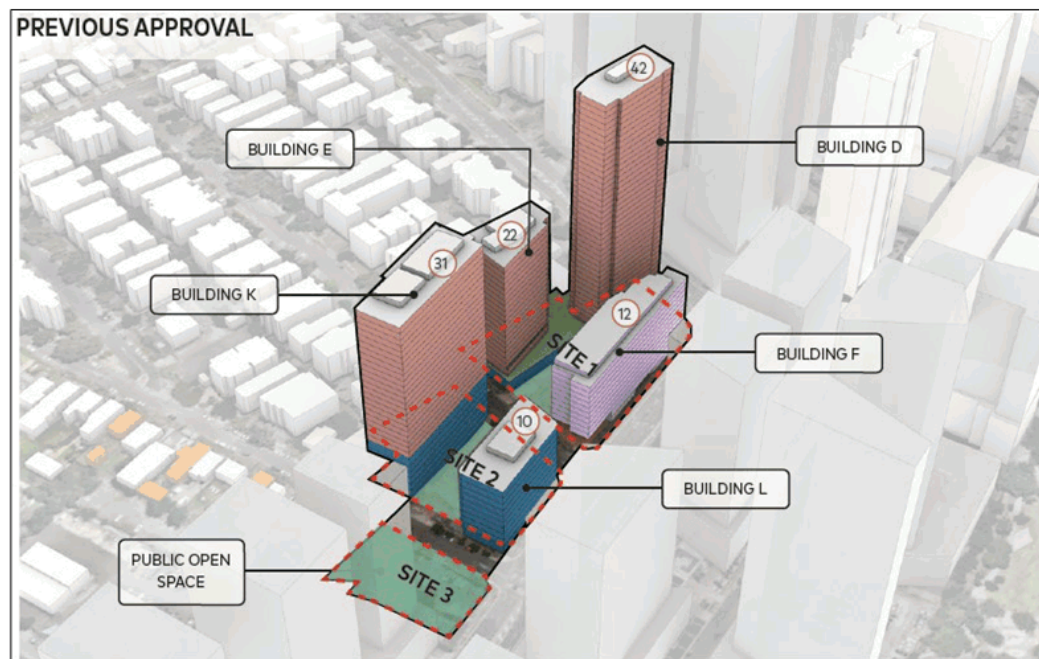 PREVIOUS APPROVAL
42
BUILDING E
BUILDING D
22
31
BUILDING K
12
SITE 1
BUILDING F
10
SITE 2
BUILDING L
PUBLIC OPEN
SPACE
SITE 3